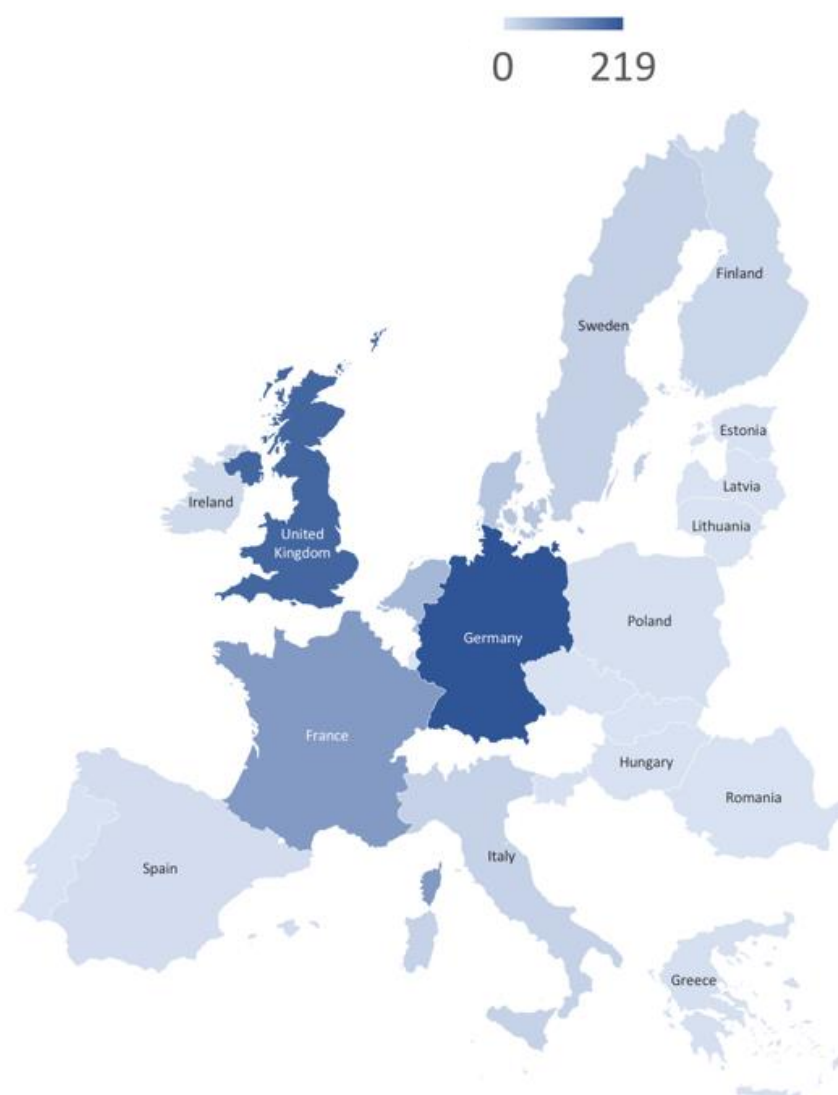 0 219
Finland
Sweden
Estonia
Latvia
Ireland
Lithuania
United
Kingdom
Poland
Germany
France
Hungary
Romania
Italy
Spain
Greece